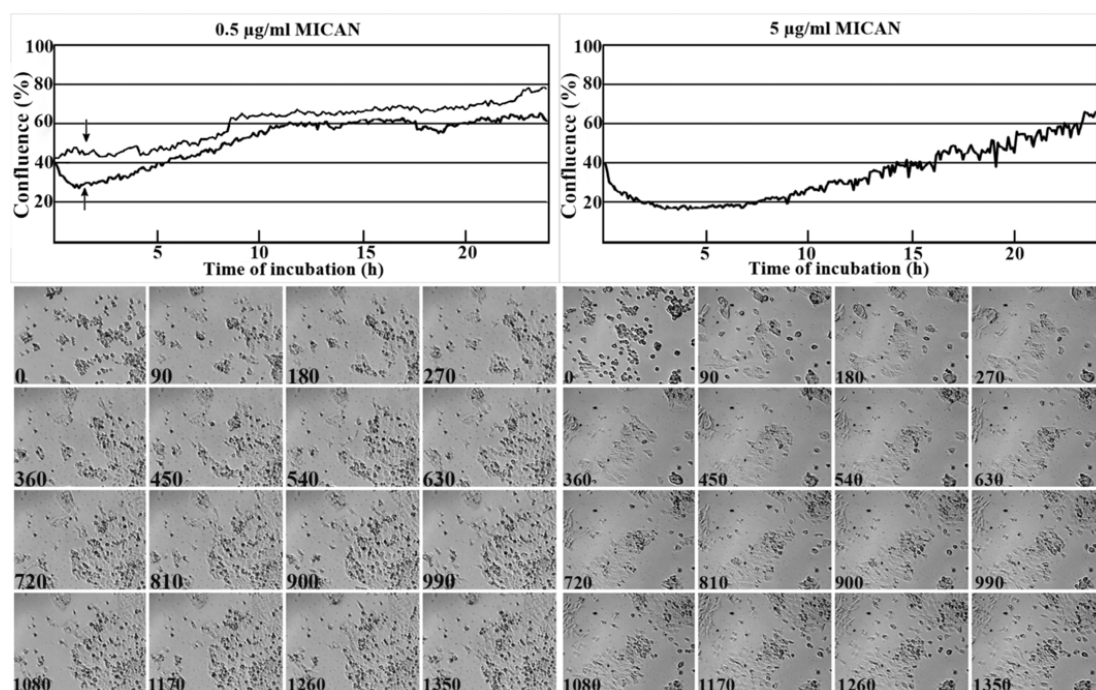 0.5 µg/ml MICAN
100
80
60
40
20
Confluence (%)
5 10 15 20
Time of incubation (h)
5 µg/ml MICAN
100
80
60
40
20
Confluence (%)
5 10 15 20
Time of incubation (h)
0 90 180 270
360 450 540 630
720 810 900 990
1080 1170 1260 1350
0 90 180 270
360 450 540 630
720 810 900 990
1080 1170 1260 1350